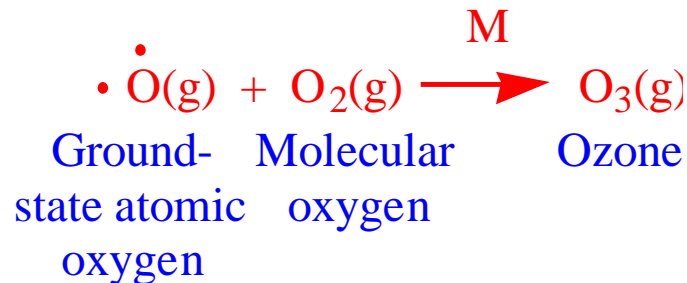 M
·Ȯ(g) + O₂(g) → O₃(g)
Ground- Molecular Ozone
state atomic oxygen
oxygen